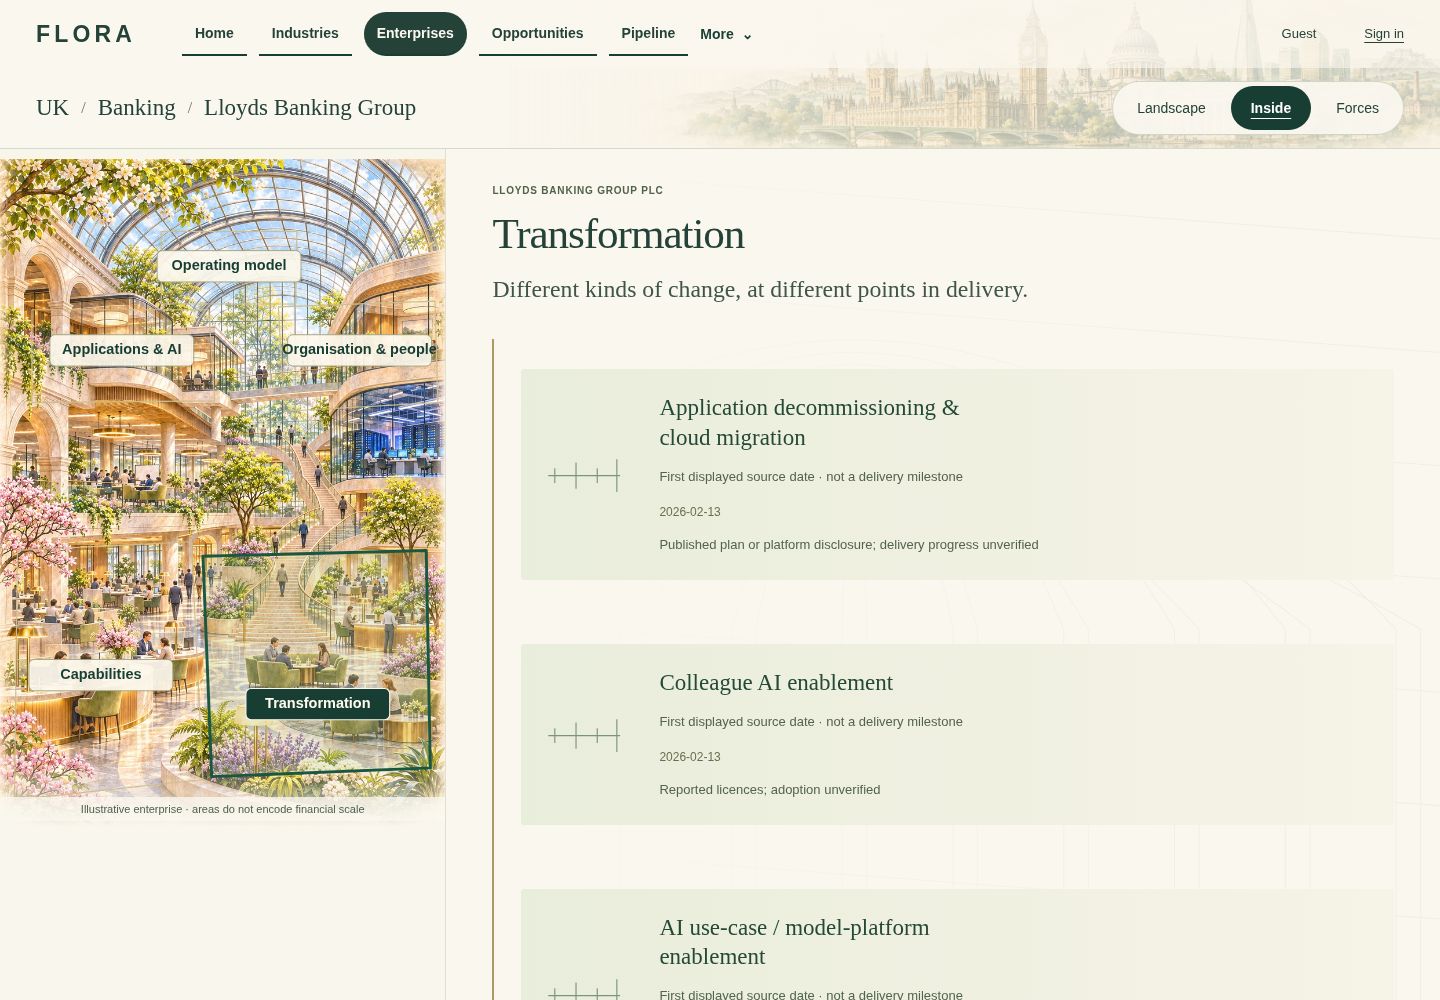 FLORA
Home
Industries
Enterprises
Opportunities
Pipeline
More
Guest
Sign in
UK / Banking / Lloyds Banking Group
Landscape
Inside
Forces
Operating model
Applications & AI
Organisation & people
Capabilities
Transformation
Illustrative enterprise · areas do not encode financial scale
LLOYDS BANKING GROUP PLC
Transformation
Different kinds of change, at different points in delivery.
Application decommissioning &
cloud migration
First displayed source date · not a delivery milestone
2026-02-13
Published plan or platform disclosure; delivery progress unverified
Colleague AI enablement
First displayed source date · not a delivery milestone
2026-02-13
Reported licences; adoption unverified
AI use-case / model-platform
enablement
First displayed source date · not a delivery milestone